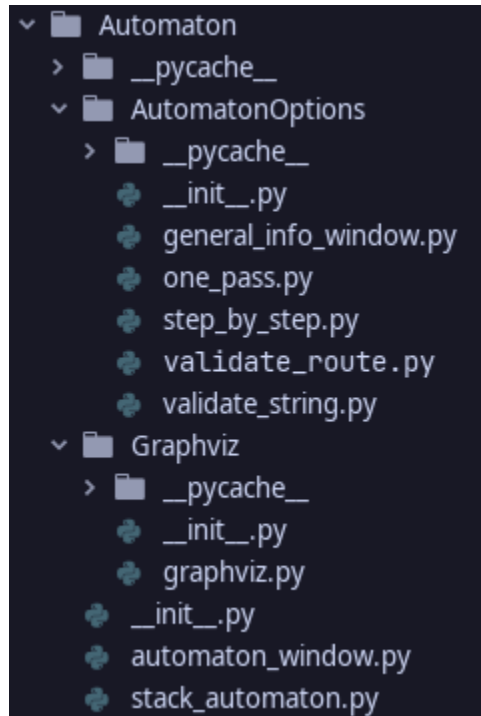 Automaton
__pycache__
AutomatonOptions
__pycache__
__init__.py
general_info_window.py
one_pass.py
step_by_step.py
validate_route.py
validate_string.py
Graphviz
__pycache__
__init__.py
graphviz.py
__init__.py
automaton_window.py
stack_automaton.py